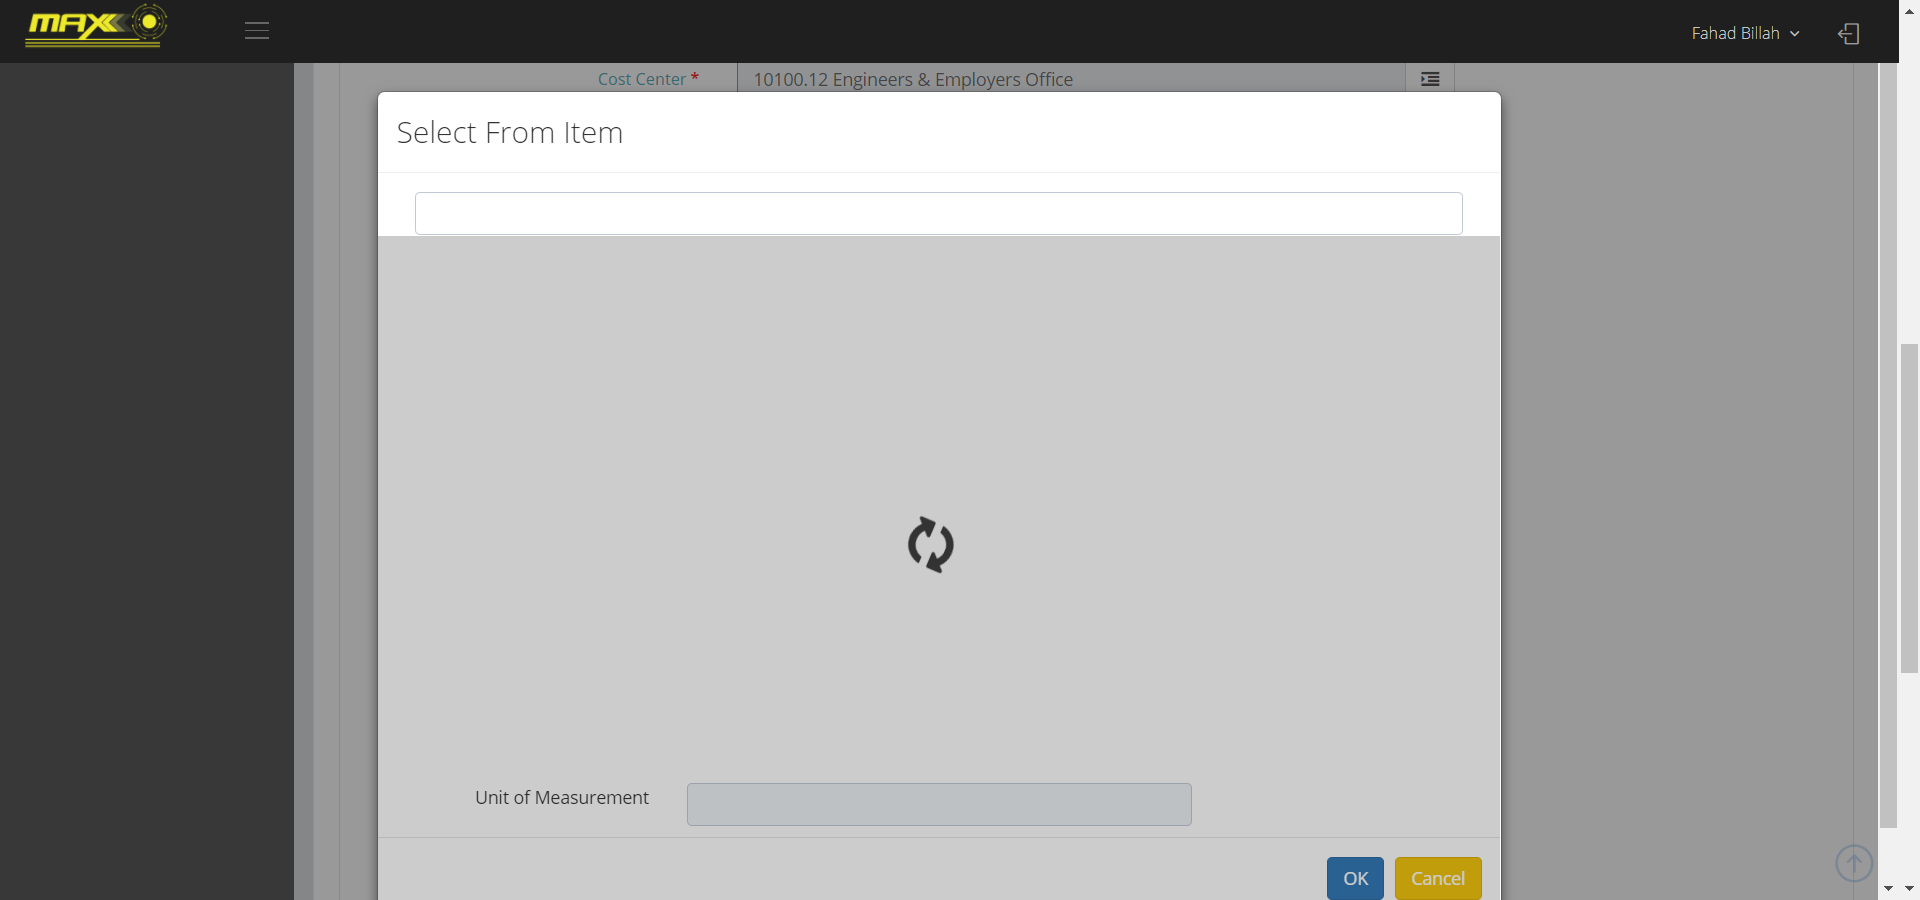 MAX
Fahad Billah
Cost Center * 10100.12 Engineers & Employers Office
Select From Item
Unit of Measurement
OK Cancel